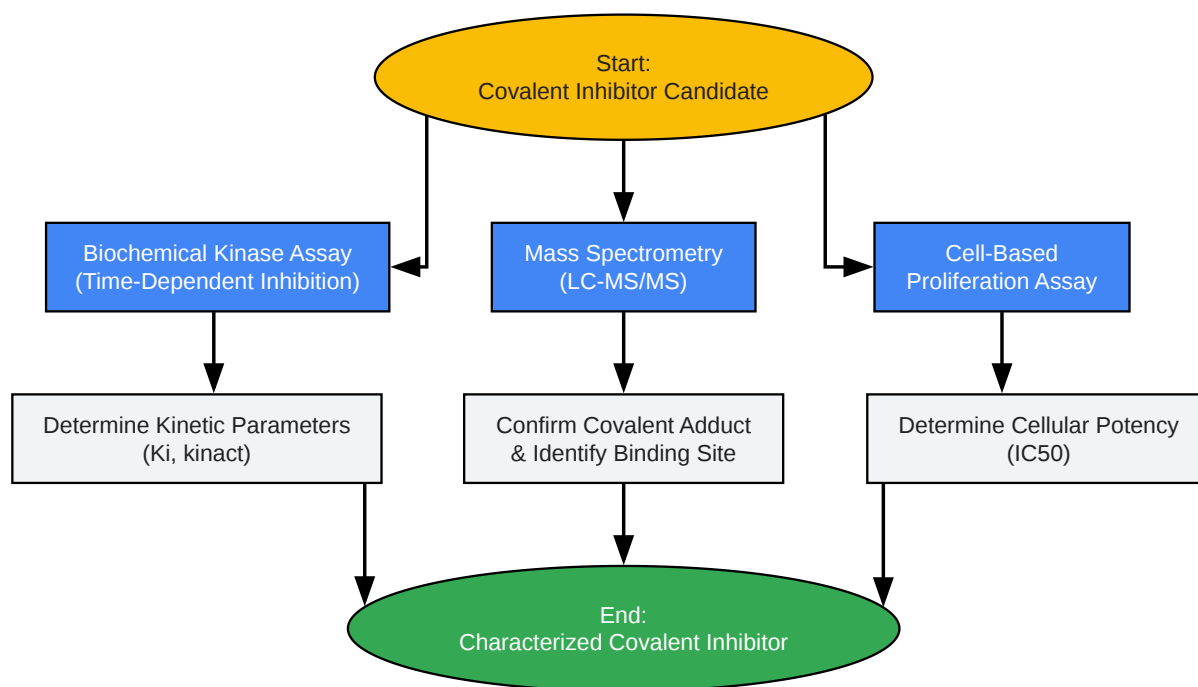 Start:
Covalent Inhibitor Candidate
Biochemical Kinase Assay
(Time-Dependent Inhibition)
Mass Spectrometry
(LC-MS/MS)
Cell-Based
Proliferation Assay
Determine Kinetic Parameters
(Ki, kinact)
Confirm Covalent Adduct
& Identify Binding Site
Determine Cellular Potency
(IC50)
End:
Characterized Covalent Inhibitor